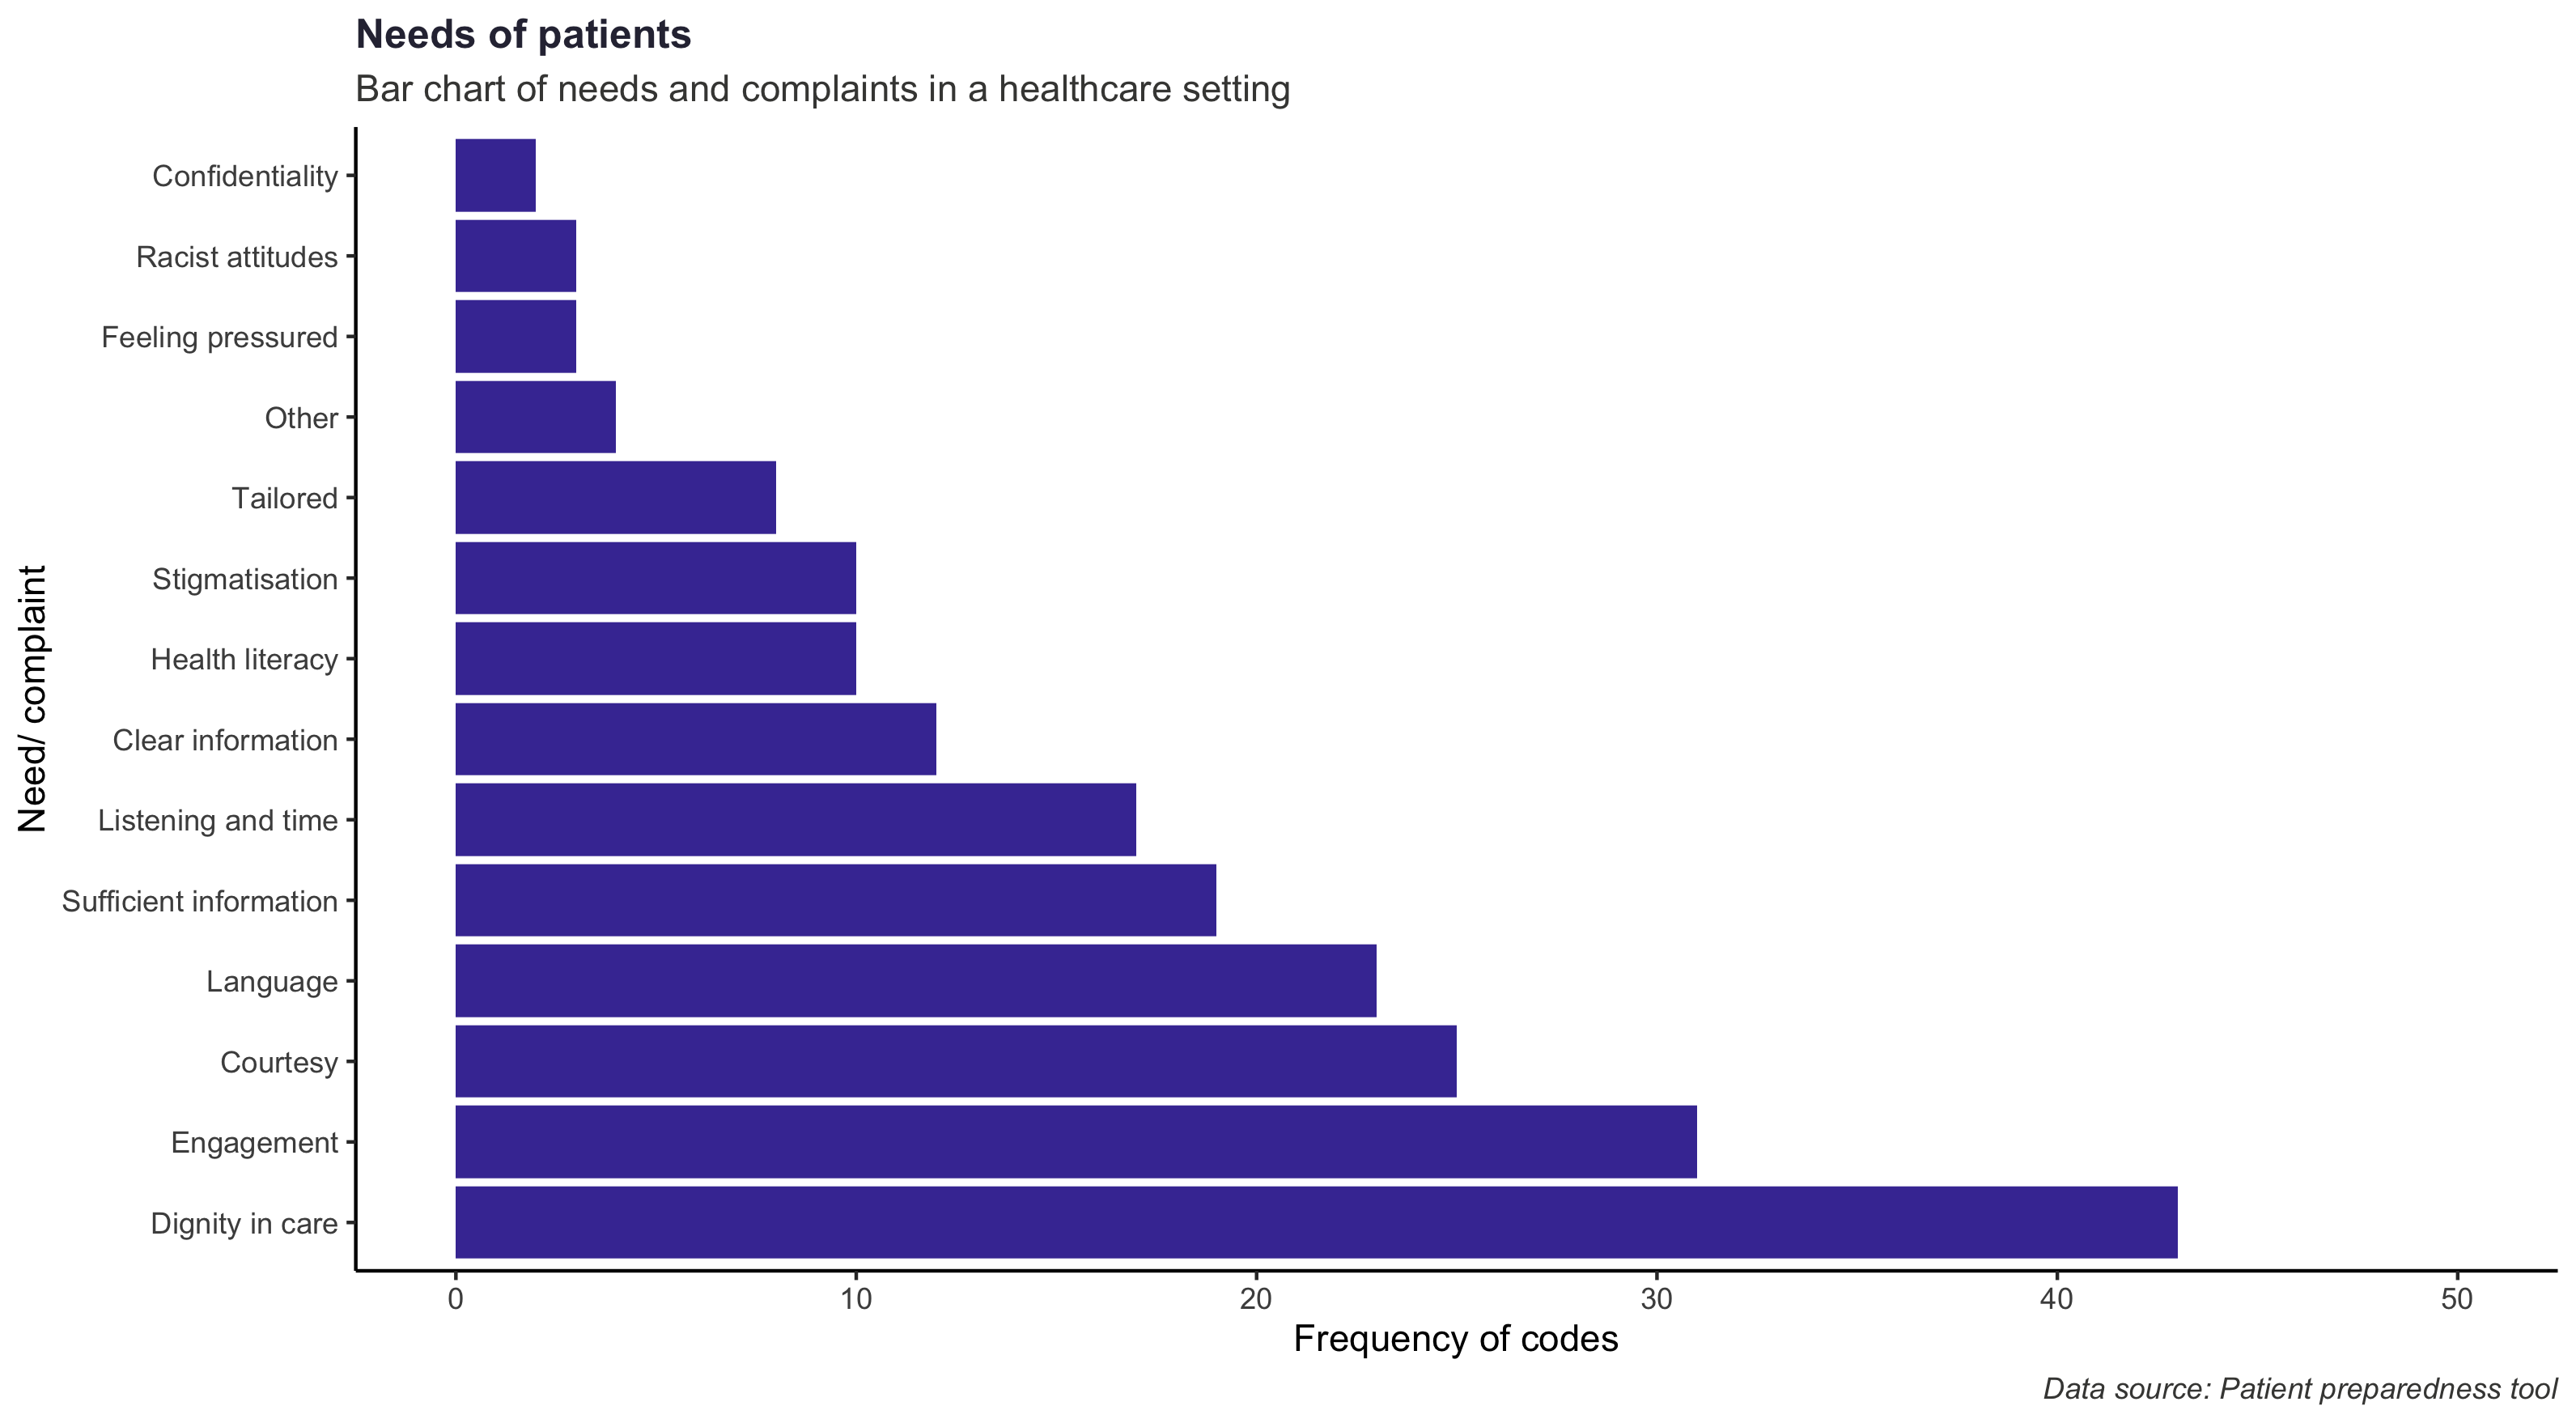 Needs of patients
Bar chart of needs and complaints in a healthcare setting
Need/ complaint
Confidentiality
Racist attitudes
Feeling pressured
Other
Tailored
Stigmatisation
Health literacy
Clear information
Listening and time
Sufficient information
Language
Courtesy
Engagement
Dignity in care
0 10 20 30 40 50
Frequency of codes
Data source: Patient preparedness tool